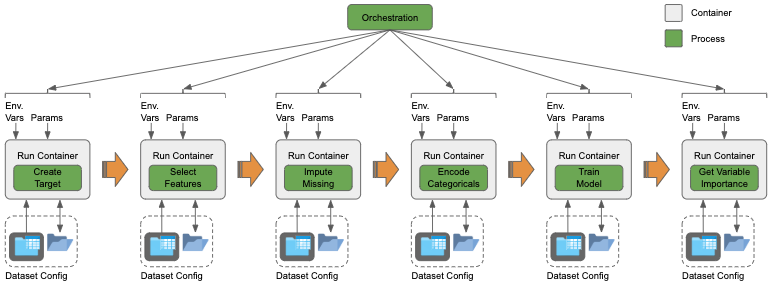 Orchestration
Container
Process
Env.
Vars Params
Env.
Vars Params
Env.
Vars Params
Env.
Vars Params
Env.
Vars Params
Env.
Vars Params
Run Container
Create
Target
Run Container
Select
Features
Run Container
Impute
Missing
Run Container
Encode
Categoricals
Run Container
Train
Model
Run Container
Get Variable
Importance
Dataset Config
Dataset Config
Dataset Config
Dataset Config
Dataset Config
Dataset Config